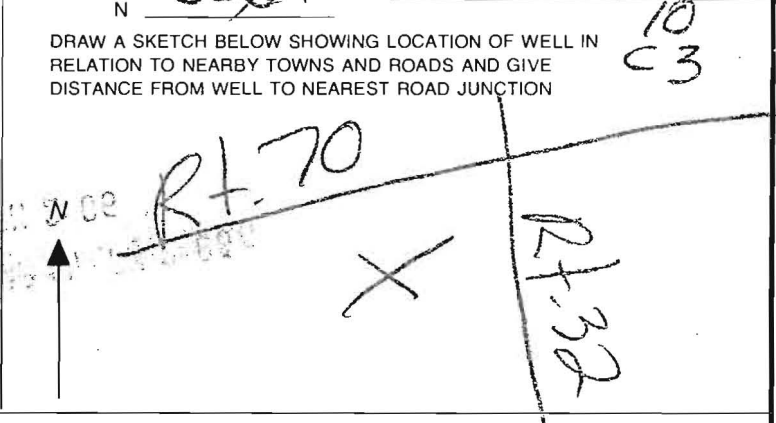 N
10
C3
DRAW A SKETCH BELOW SHOWING LOCATION OF WELL IN
RELATION TO NEARBY TOWNS AND ROADS AND GIVE
DISTANCE FROM WELL TO NEAREST ROAD JUNCTION
Rt. 70
N
X
Rt. 32